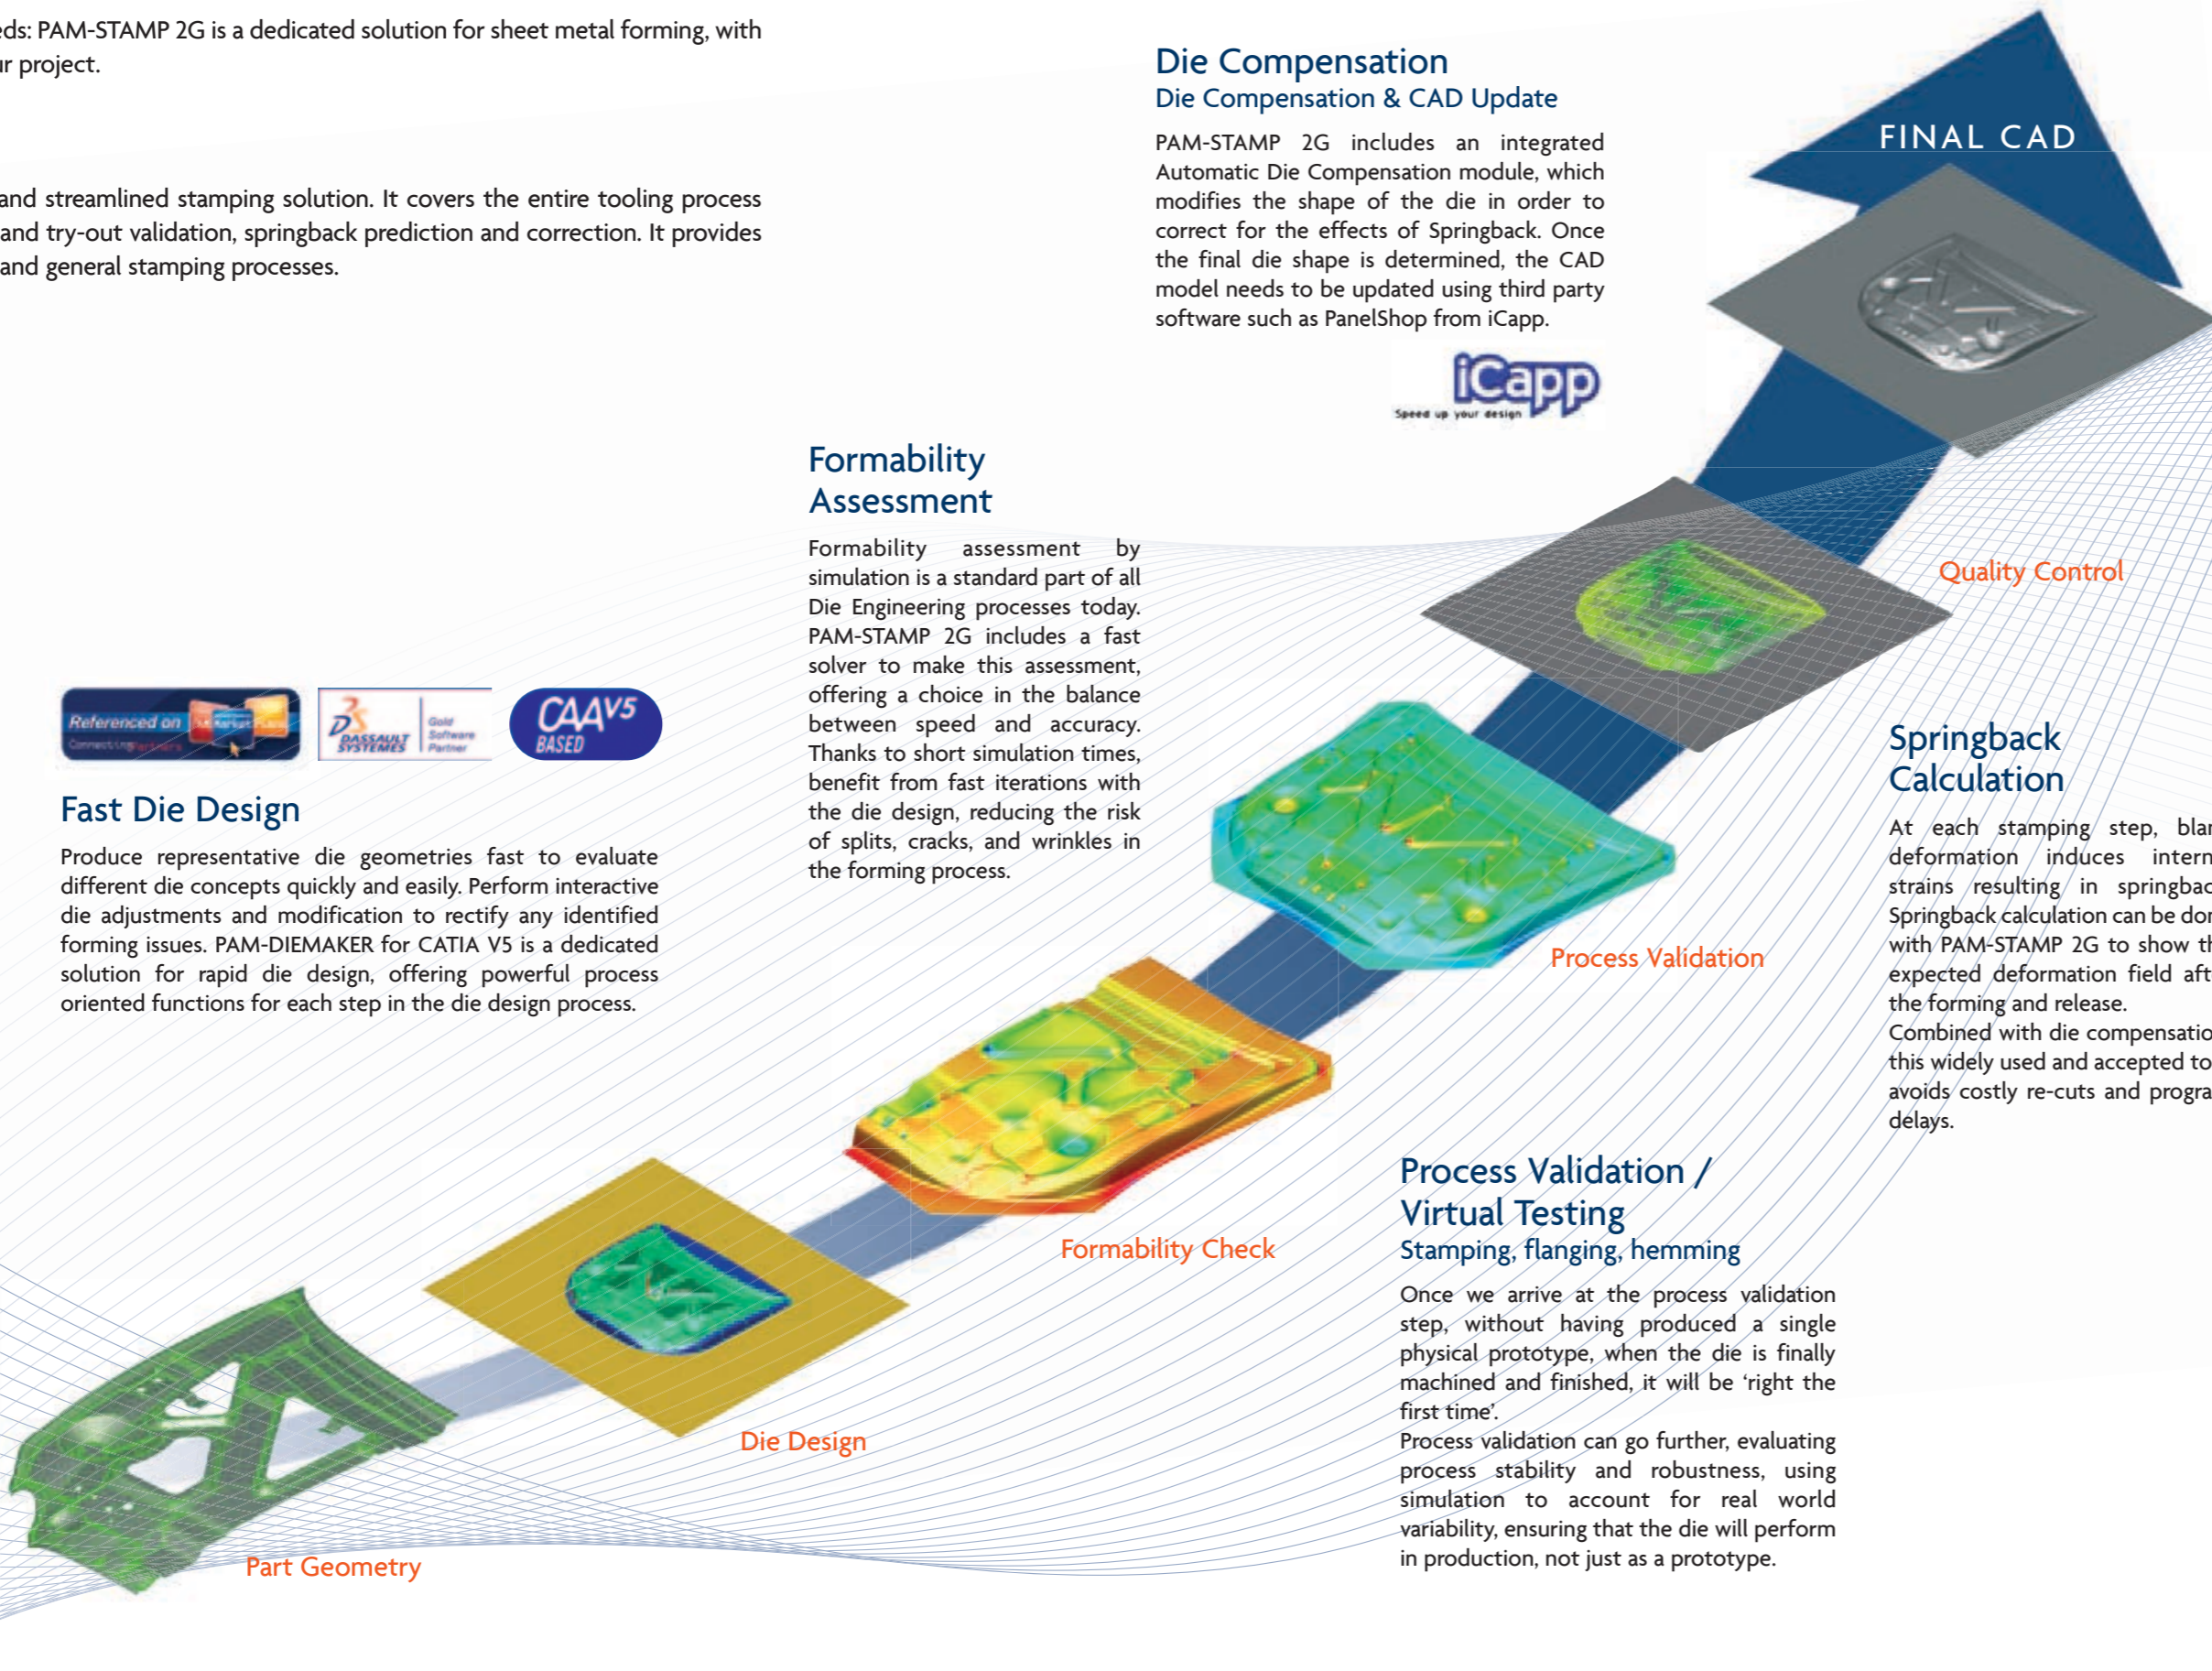 eds: PAM-STAMP 2G is a dedicated solution for sheet metal forming, with
ur project.
and streamlined stamping solution. It covers the entire tooling process
and try-out validation, springback prediction and correction. It provides
and general stamping processes.
Die Compensation
Die Compensation & CAD Update
PAM-STAMP 2G includes an integrated
Automatic Die Compensation module, which
modifies the shape of the die in order to
correct for the effects of Springback. Once
the final die shape is determined, the CAD
model needs to be updated using third party
software such as PanelShop from iCapp.
iCapp
Speed up your design
FINAL CAD
Formability
Assessment
Formability assessment by
simulation is a standard part of all
Die Engineering processes today.
PAM-STAMP 2G includes a fast
solver to make this assessment,
offering a choice in the balance
between speed and accuracy.
Thanks to short simulation times,
benefit from fast iterations with
the die design, reducing the risk
of splits, cracks, and wrinkles in
the forming process.
Quality Control
Referenced on
Connecting Partners
DASSAULT
SYSTEMES
Gold
Software
Partner
CAAV5
BASED
Fast Die Design
Produce representative die geometries fast to evaluate
different die concepts quickly and easily. Perform interactive
die adjustments and modification to rectify any identified
forming issues. PAM-DIEMAKER for CATIA V5 is a dedicated
solution for rapid die design, offering powerful process
oriented functions for each step in the die design process.
Springback
Calculation
At each stamping step, blan
deformation induces intern
strains resulting in springbac
Springback calculation can be don
with PAM-STAMP 2G to show th
expected deformation field afte
the forming and release.
Combined with die compensatio
this widely used and accepted to
avoids costly re-cuts and progra
delays.
Process Validation
Formability Check
Process Validation /
Virtual Testing
Stamping, flanging, hemming
Once we arrive at the process validation
step, without having produced a single
physical prototype, when the die is finally
machined and finished, it will be ‘right the
first time’.
Process validation can go further, evaluating
process stability and robustness, using
simulation to account for real world
variability, ensuring that the die will perform
in production, not just as a prototype.
Die Design
Part Geometry